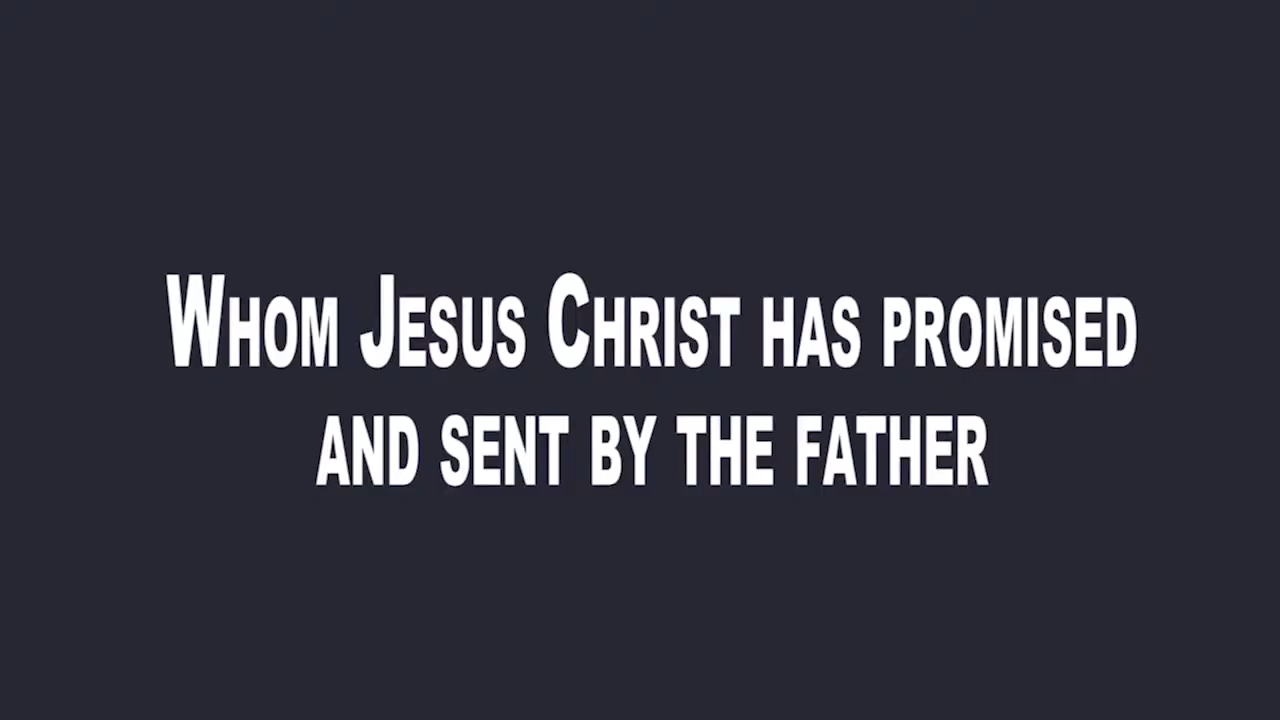 Whom Jesus Christ has promised
and sent by the father